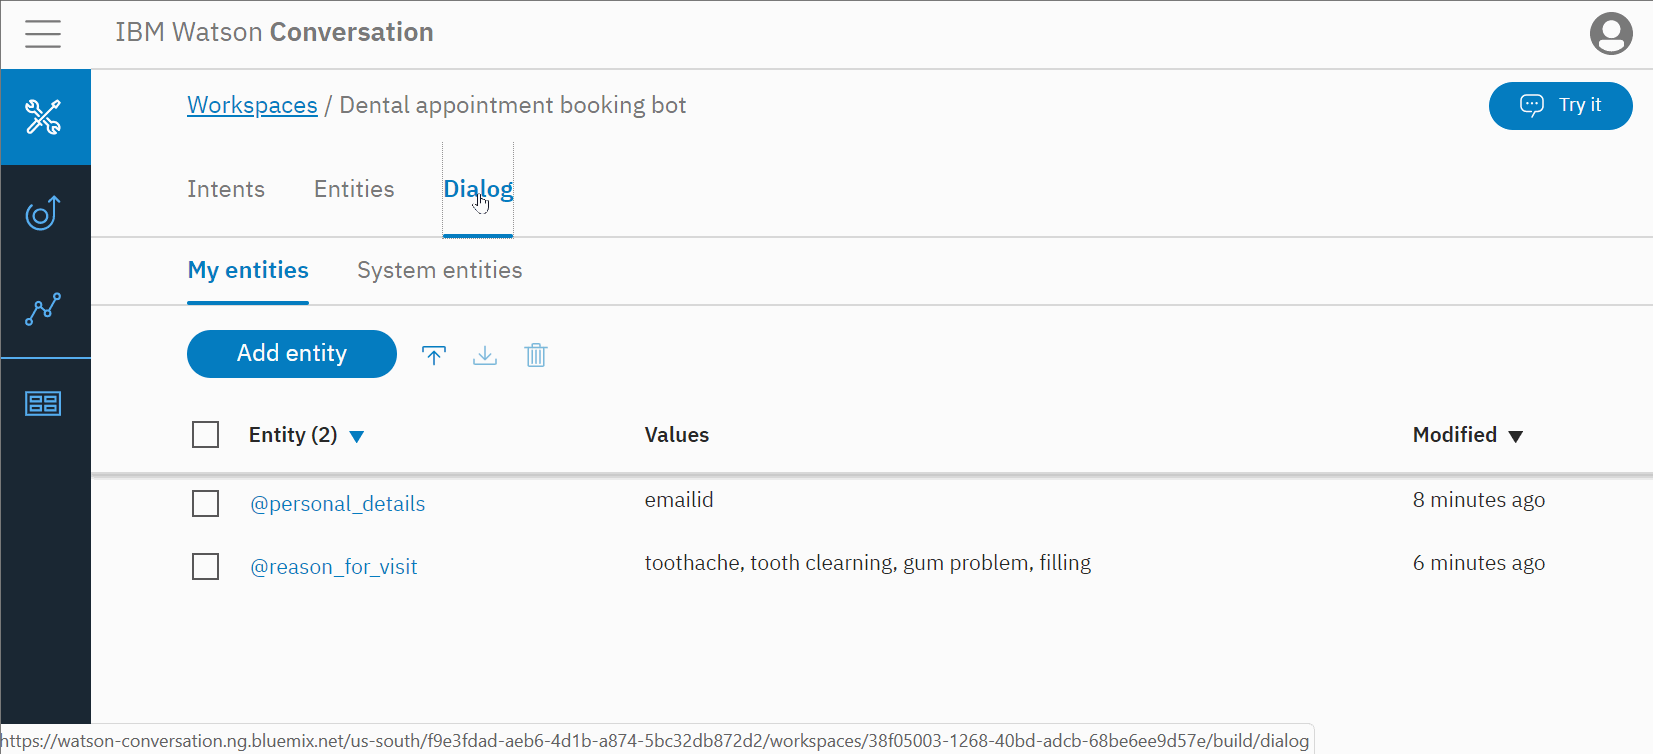 IBM Watson Conversation
Workspaces / Dental appointment booking bot
Try it
Intents Entities Dialog
My entities System entities
Add entity
Entity (2) Values Modified
@personal_details emailid 8 minutes ago
@reason_for_visit toothache, tooth clearning, gum problem, filling 6 minutes ago
https://watson-conversation.ng.bluemix.net/us-south/f9e3fdad-aeb6-4d1b-a874-5bc32db872d2/workspaces/38f05003-1268-40bd-adcb-68be6ee9d57e/build/dialog